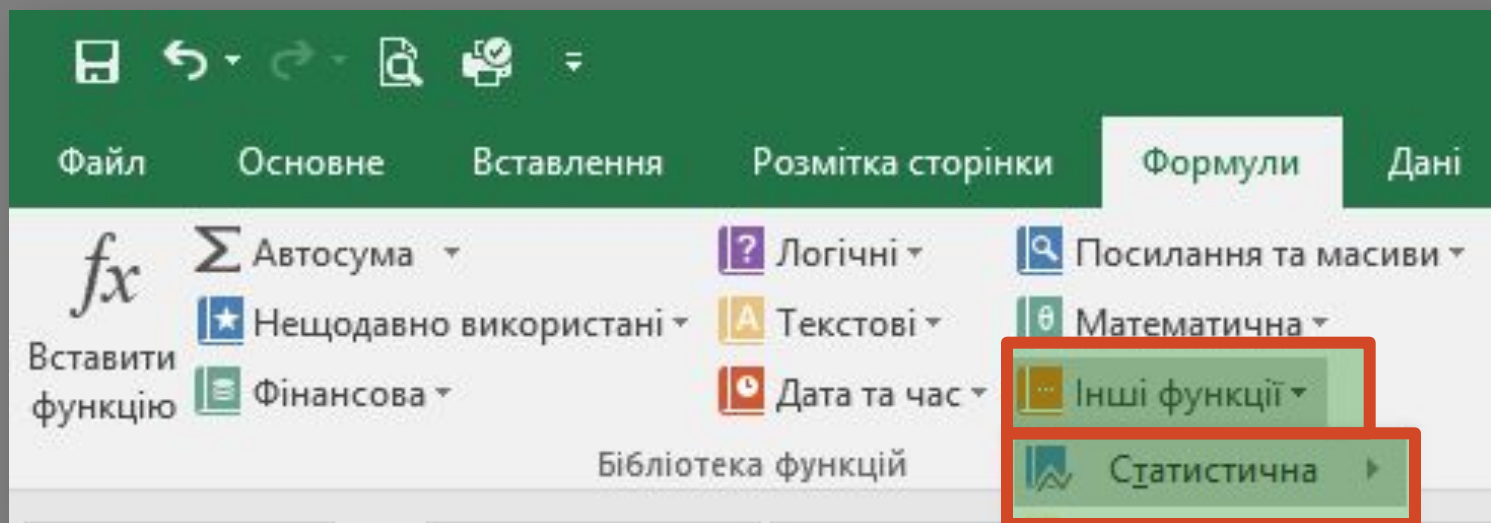 Файл Основне Вставлення Розмітка сторінки Формули Дані
fx Вставити функцію
Σ Автосума
Нещодавно використані
Фінансова
? Логічні
A Текстові
Дата та час
Посилання та масиви
θ Математична
Інші функції
Статистична
Бібліотека функцій